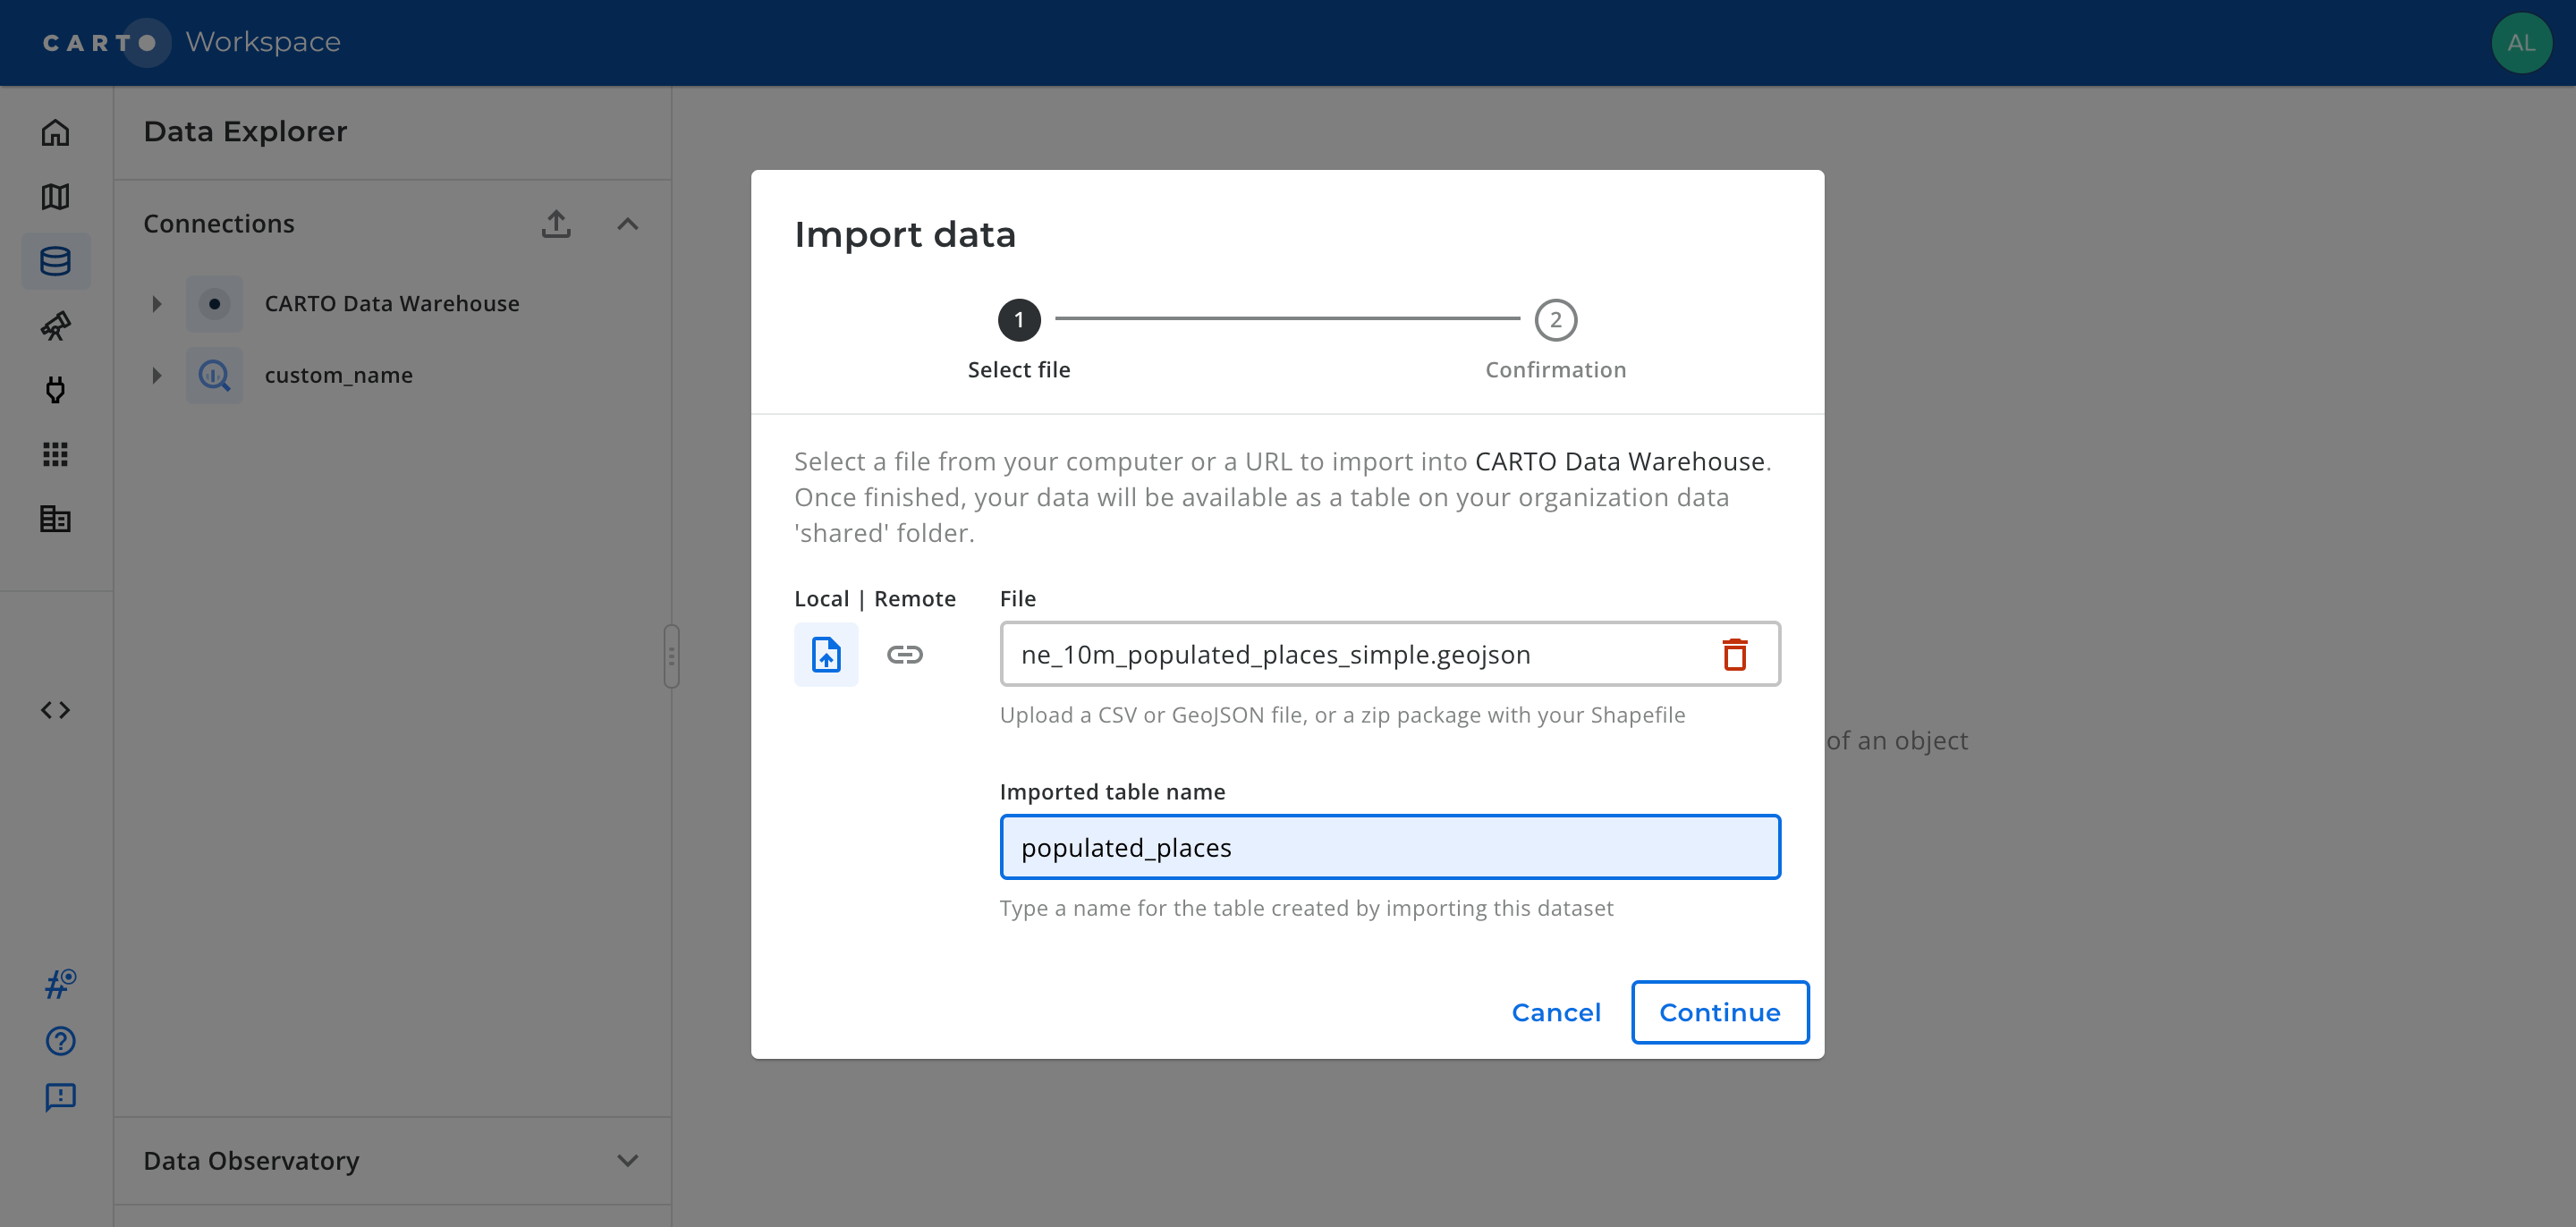 CARTO Workspace
AL
Data Explorer
Connections
CARTO Data Warehouse
custom_name
Data Observatory
Import data
1
2
Select file
Confirmation
Select a file from your computer or a URL to import into CARTO Data Warehouse.
Once finished, your data will be available as a table on your organization data
'shared' folder.
Local | Remote
File
ne_10m_populated_places_simple.geojson
Upload a CSV or GeoJSON file, or a zip package with your Shapefile
of an object
Imported table name
populated_places
Type a name for the table created by importing this dataset
Cancel
Continue